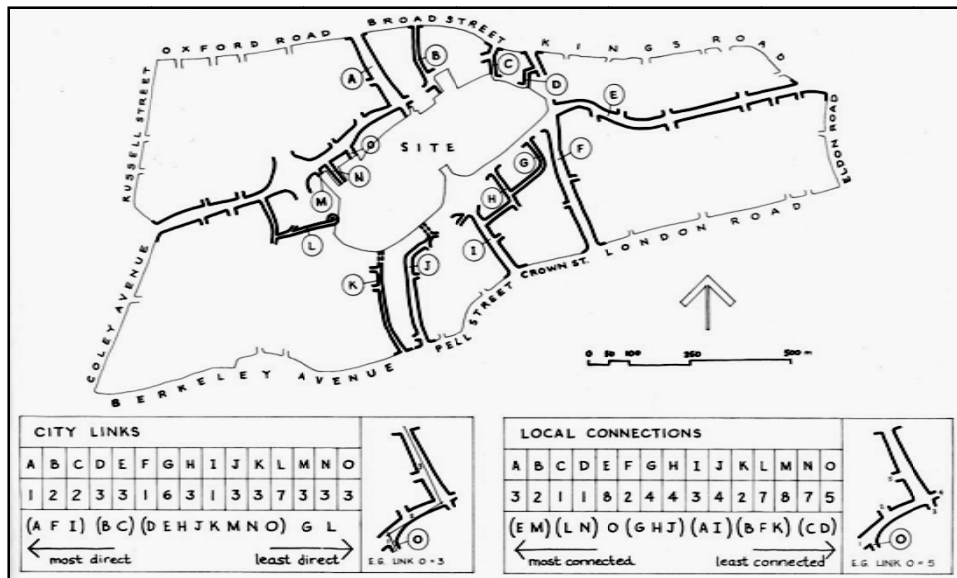 OXFORD ROAD
BROAD STREET
KINGS ROAD
RUSSELL STREET
ELDON ROAD
A
B
C
D
E
O
SITE
N
G
F
M
H
L
I
LONDON ROAD
CROWN ST.
K
J
COLEY AVENUE
PELL STREET
BERKELEY AVENUE
0 50 100 250 500 m
CITY LINKS
A B C D E F G H I J K L M N O
1 2 2 3 3 1 6 3 1 3 3 7 3 3 3
(A F I) (B C) (D E H J K M N O) G L
most direct least direct
O
E.G. LINK O = 3
LOCAL CONNECTIONS
A B C D E F G H I J K L M N O
3 2 1 1 8 2 4 4 3 4 2 7 8 7 5
(E M) (L N) O (G H J) (A I) (B F K) (C D)
most connected least connected
O
E.G. LINK O = 5